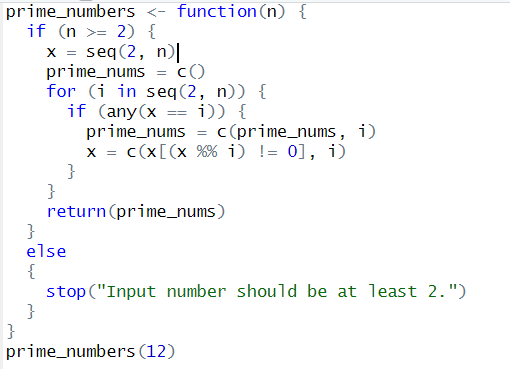 prime_numbers <- function(n) {
  if (n >= 2) {
    x = seq(2, n)
    prime_nums = c()
    for (i in seq(2, n)) {
      if (any(x == i)) {
        prime_nums = c(prime_nums, i)
        x = c(x[(x %% i) != 0], i)
      }
    }
    return(prime_nums)
  }
  else
  {
    stop("Input number should be at least 2.")
  }
}
prime_numbers(12)